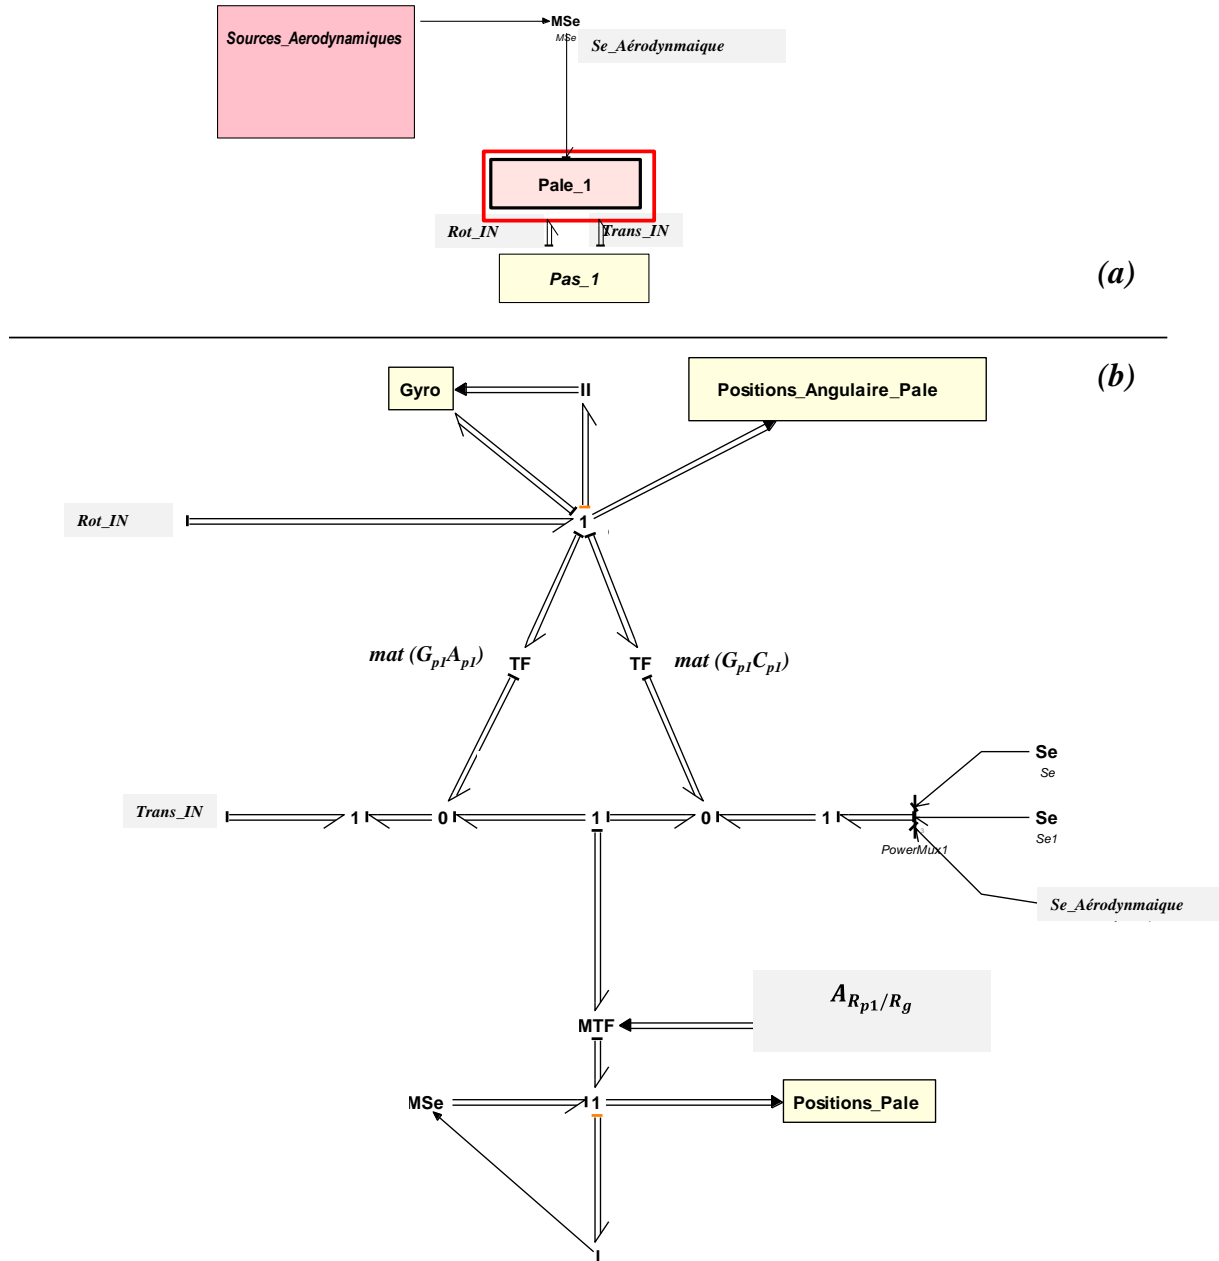 Sources_Aerodynamiques
MSe
MSe
Se_Aérodynmaique
Pale_1
Rot_IN
Trans_IN
Pas_1
(a)
(b)
Gyro
II
Positions_Angulaire_Pale
Rot_IN
1
mat (Gp1Ap1)
TF
TF
mat (Gp1Cp1)
Se
Se
Trans_IN
1
0
1
0
1
Se
Se1
PowerMux1
Se_Aérodynmaique
A Rp1/Rg
MTF
MSe
1
Positions_Pale
I